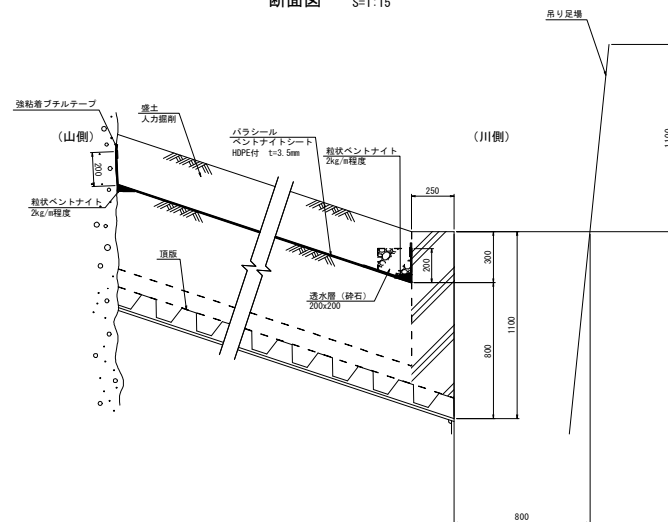 断面図 S=1:15
吊り足場
強粘着ブチルテープ
盛土
人力掘削
(山側)
パラシール
ベントナイトシート
HDPE付 t=3.5mm
粒状ベントナイト
2kg/m程度
(川側)
1100
200
250
粒状ベントナイト
2kg/m程度
頂版
200
300
透水層(砕石)
200x200
800
1100
800